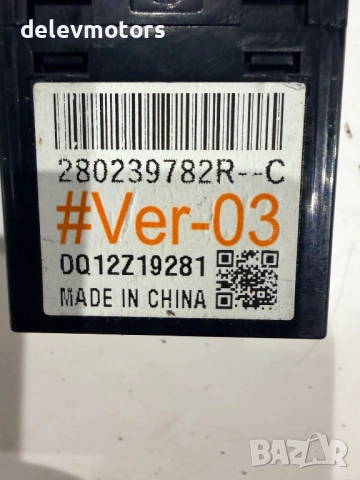 delevmotors
280239782R--C
#Ver-03
DQ12Z19281
MADE IN CHINA
BAZAR